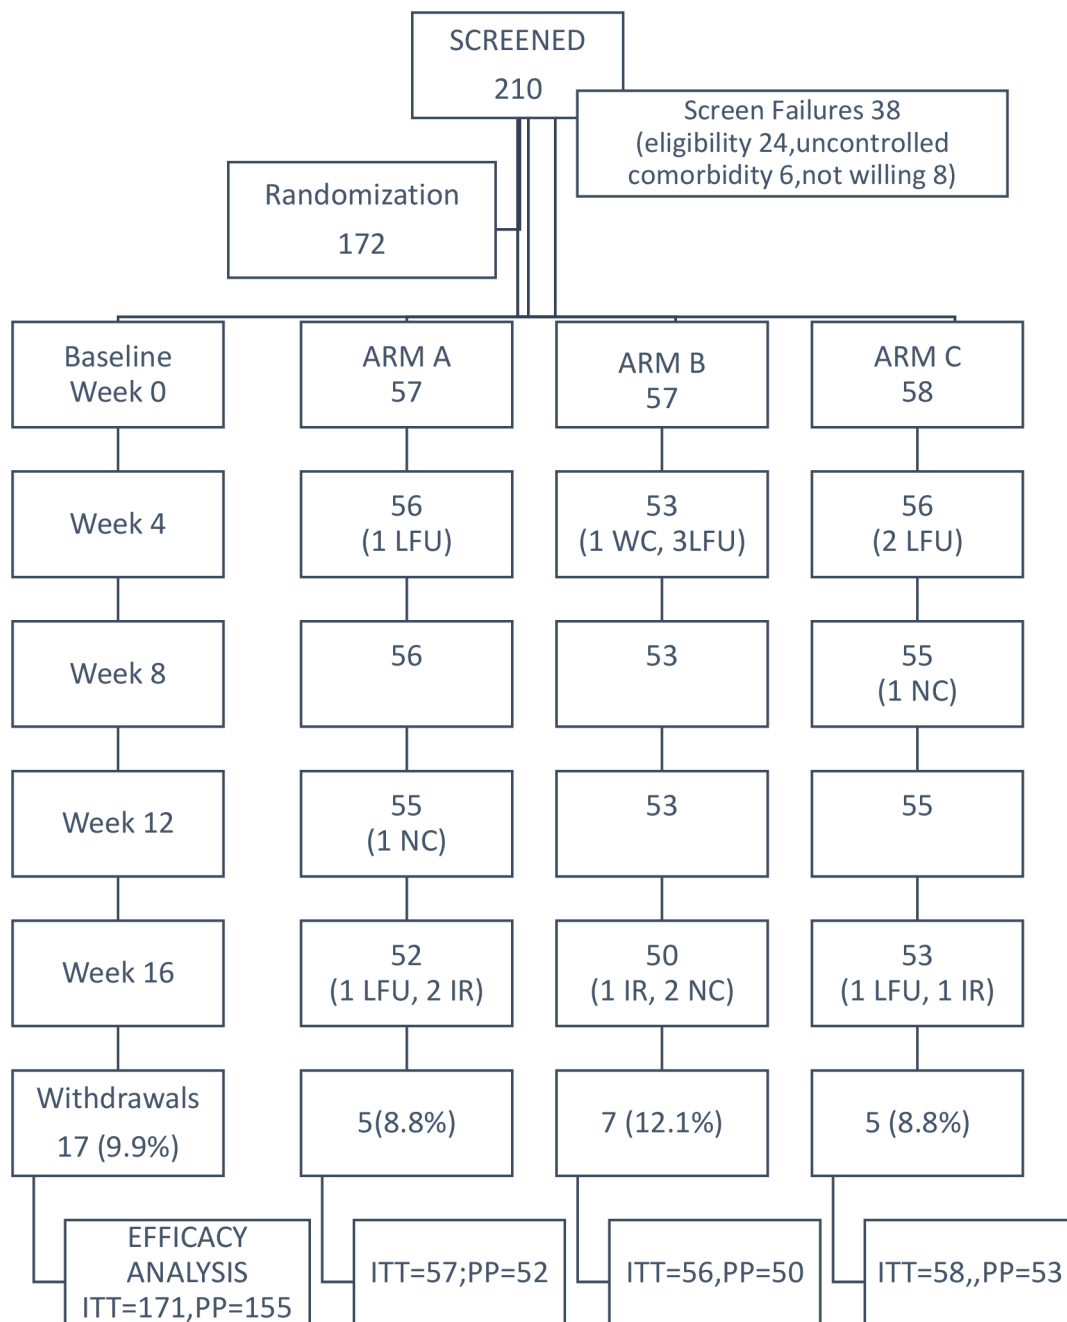 SCREENED
210
Screen Failures 38
(eligibility 24,uncontrolled
comorbidity 6,not willing 8)
Randomization
172
Baseline
Week 0
ARM A
57
ARM B
57
ARM C
58
Week 4
56
(1 LFU)
53
(1 WC, 3LFU)
56
(2 LFU)
Week 8
56
53
55
(1 NC)
Week 12
55
(1 NC)
53
55
Week 16
52
(1 LFU, 2 IR)
50
(1 IR, 2 NC)
53
(1 LFU, 1 IR)
Withdrawals
17 (9.9%)
5(8.8%)
7 (12.1%)
5 (8.8%)
EFFICACY
ANALYSIS
ITT=171,PP=155
ITT=57;PP=52
ITT=56,PP=50
ITT=58,,PP=53